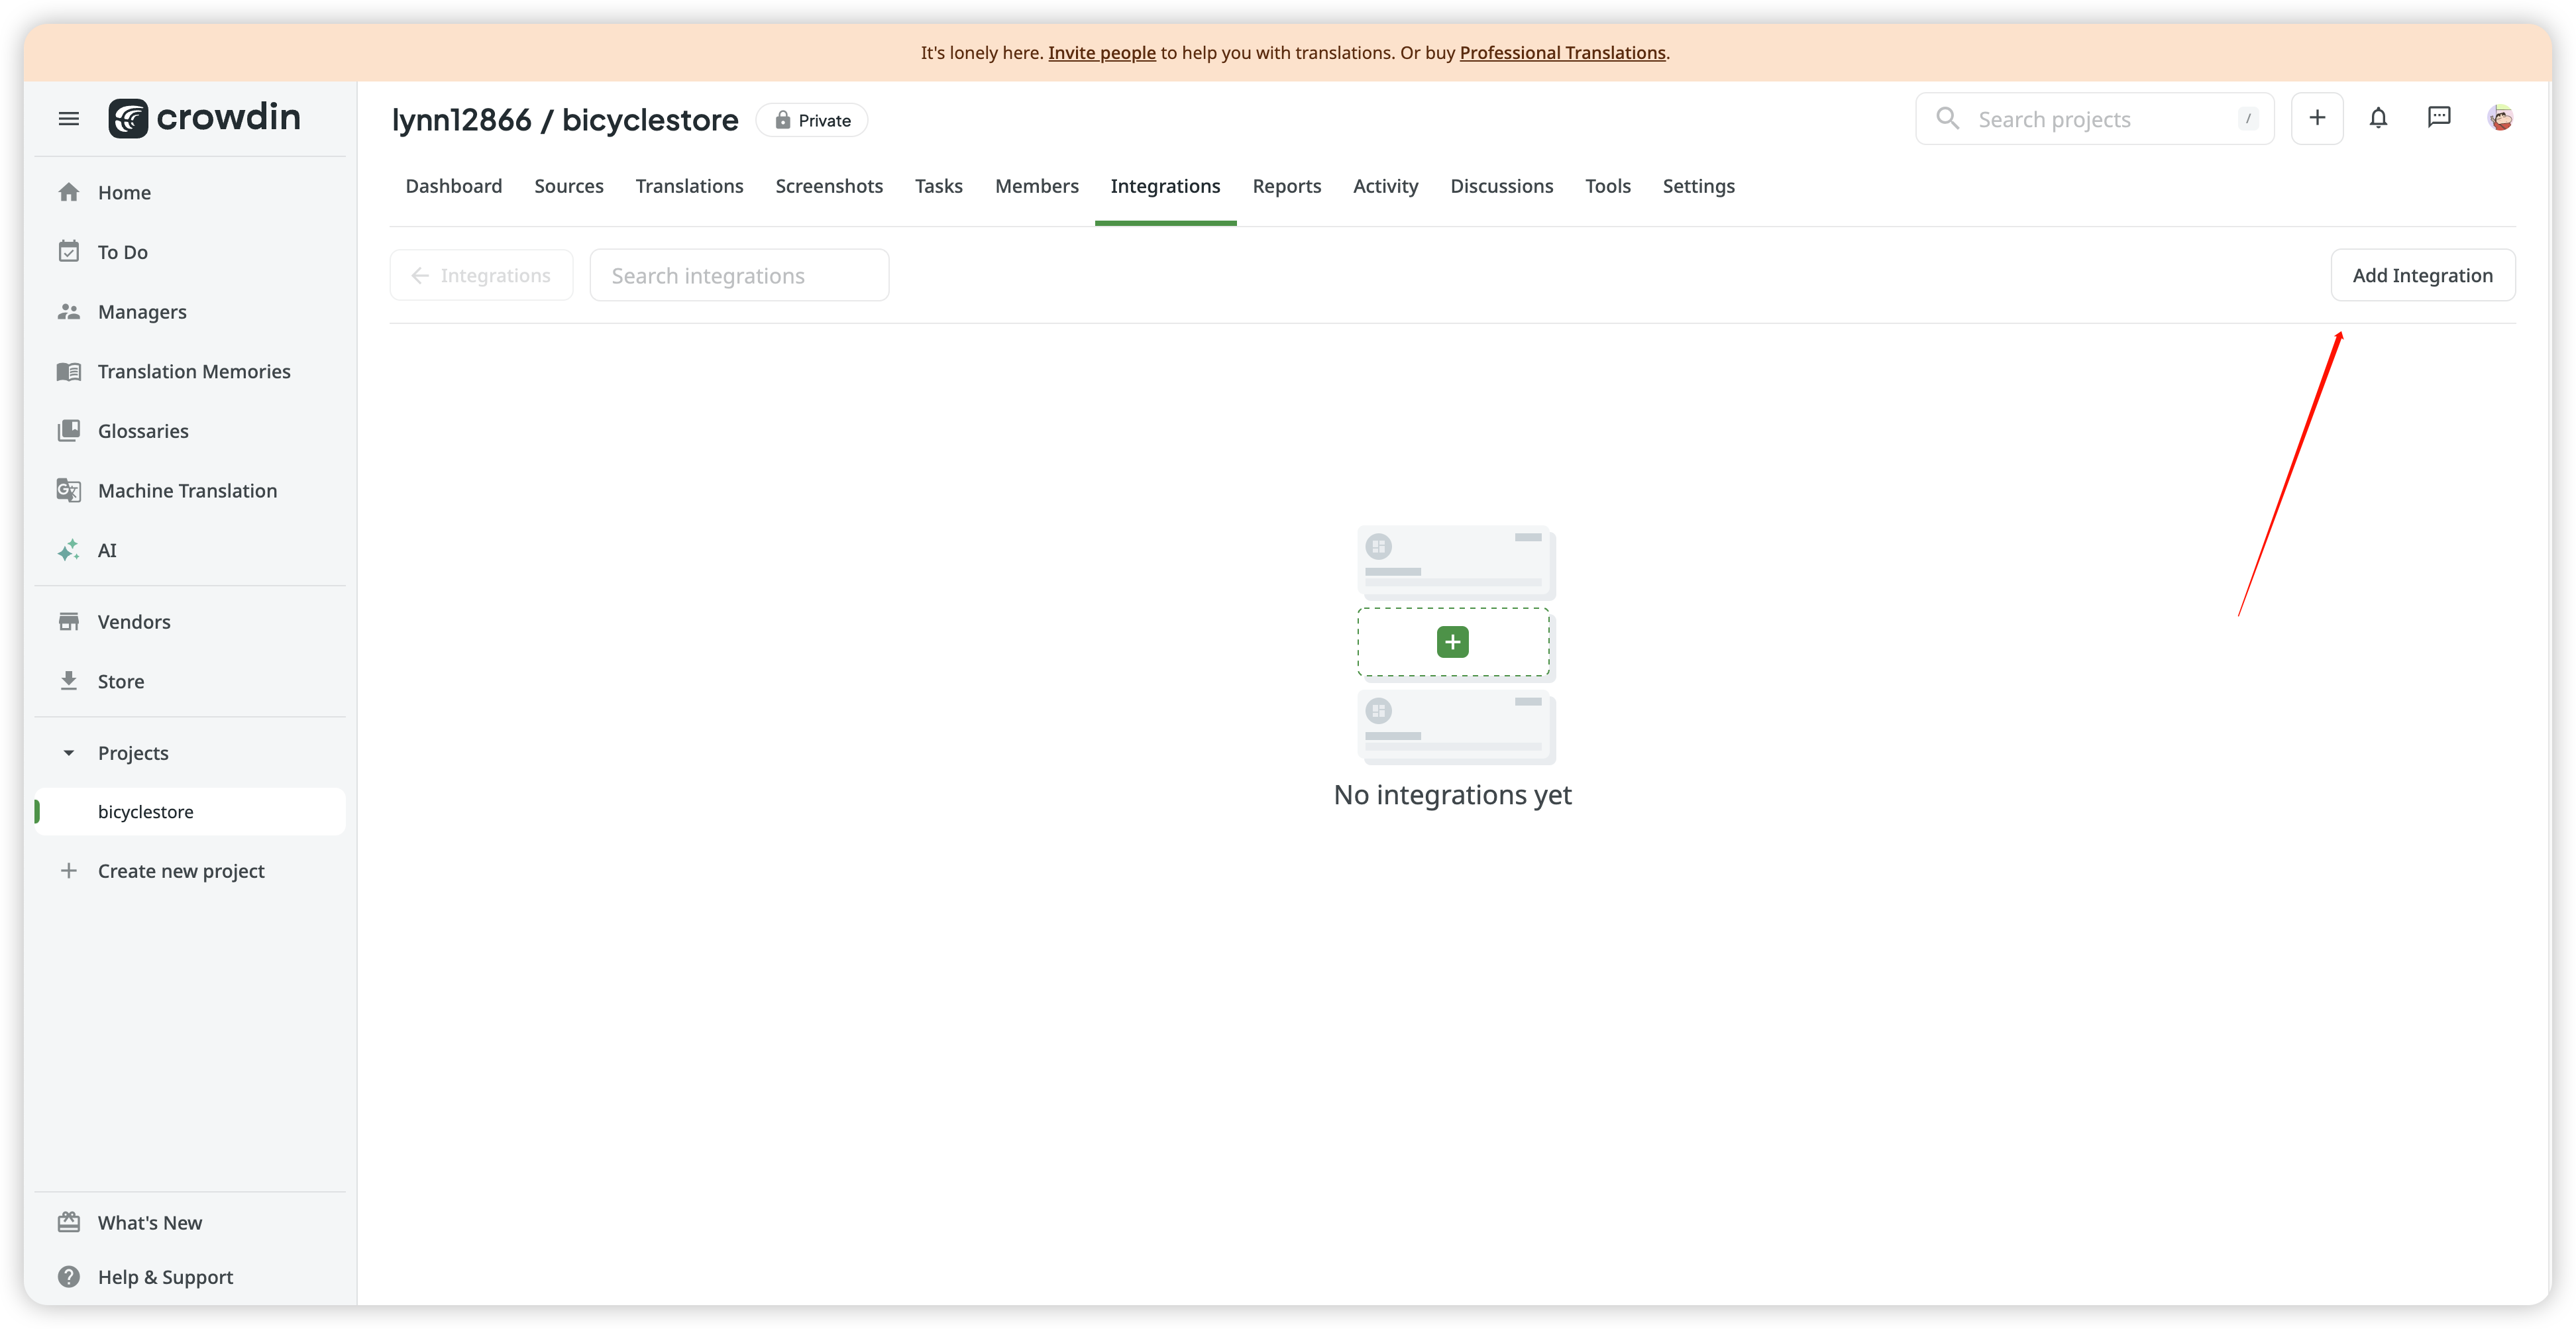 It's lonely here. Invite people to help you with translations. Or buy Professional Translations.
crowdin
lynn12866 / bicyclestore
Private
Search projects /
Home
To Do
Managers
Translation Memories
Glossaries
Machine Translation
AI
Vendors
Store
Projects
bicyclestore
Create new project
What's New
Help & Support
Dashboard Sources Translations Screenshots Tasks Members Integrations Reports Activity Discussions Tools Settings
Integrations
Search integrations
Add Integration
No integrations yet